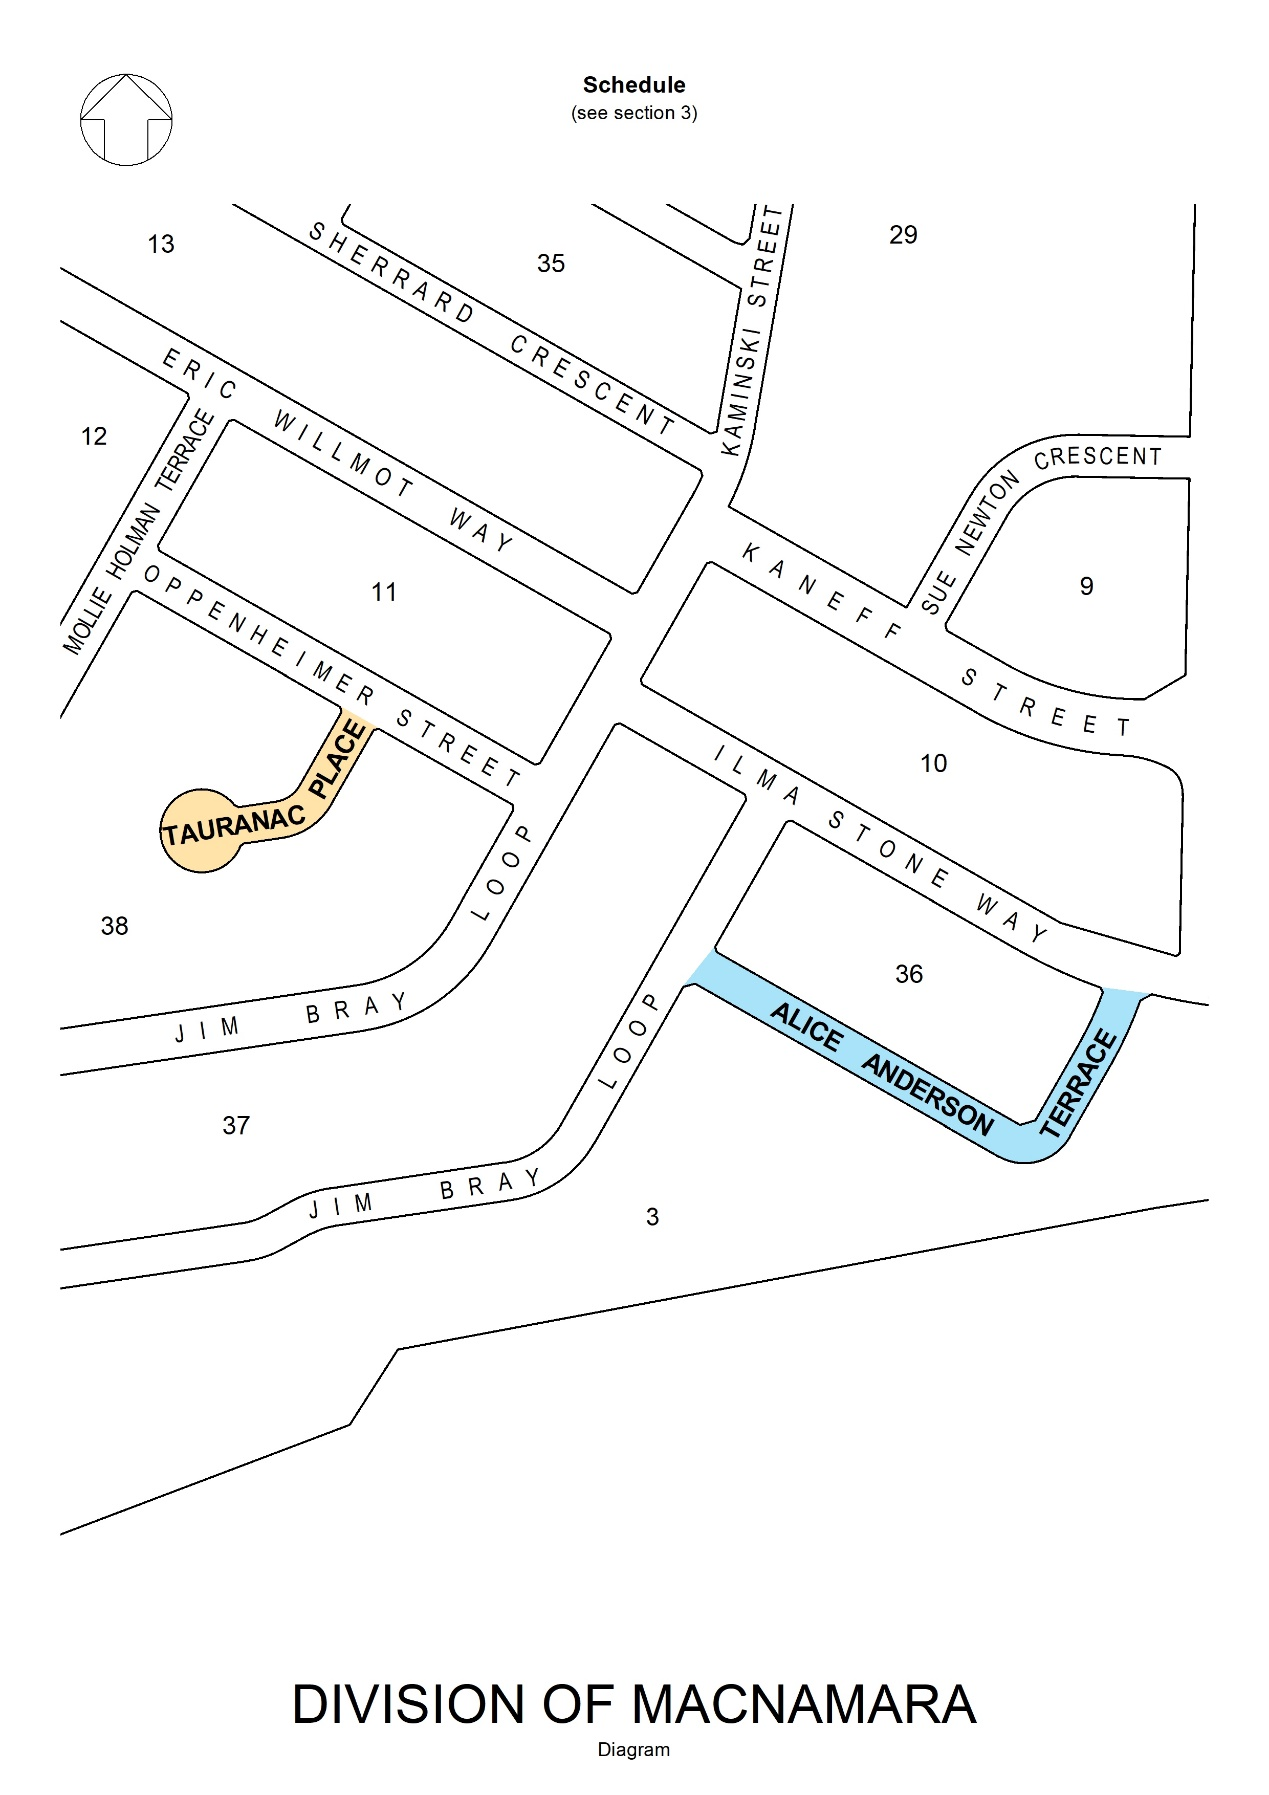 Schedule
(see section 3)
13
35
29
SHERRARD CRESCENT
KAMINSKI STREET
ERIC WILLMOT WAY
12
MOLLIE HOLMAN TERRACE
SUE NEWTON CRESCENT
KANEFF STREET
11
9
OPPENHEIMER STREET
TAURANAC PLACE
10
ILMA STONE WAY
38
36
JIM BRAY LOOP
ALICE ANDERSON TERRACE
37
JIM BRAY LOOP
3
DIVISION OF MACNAMARA
Diagram